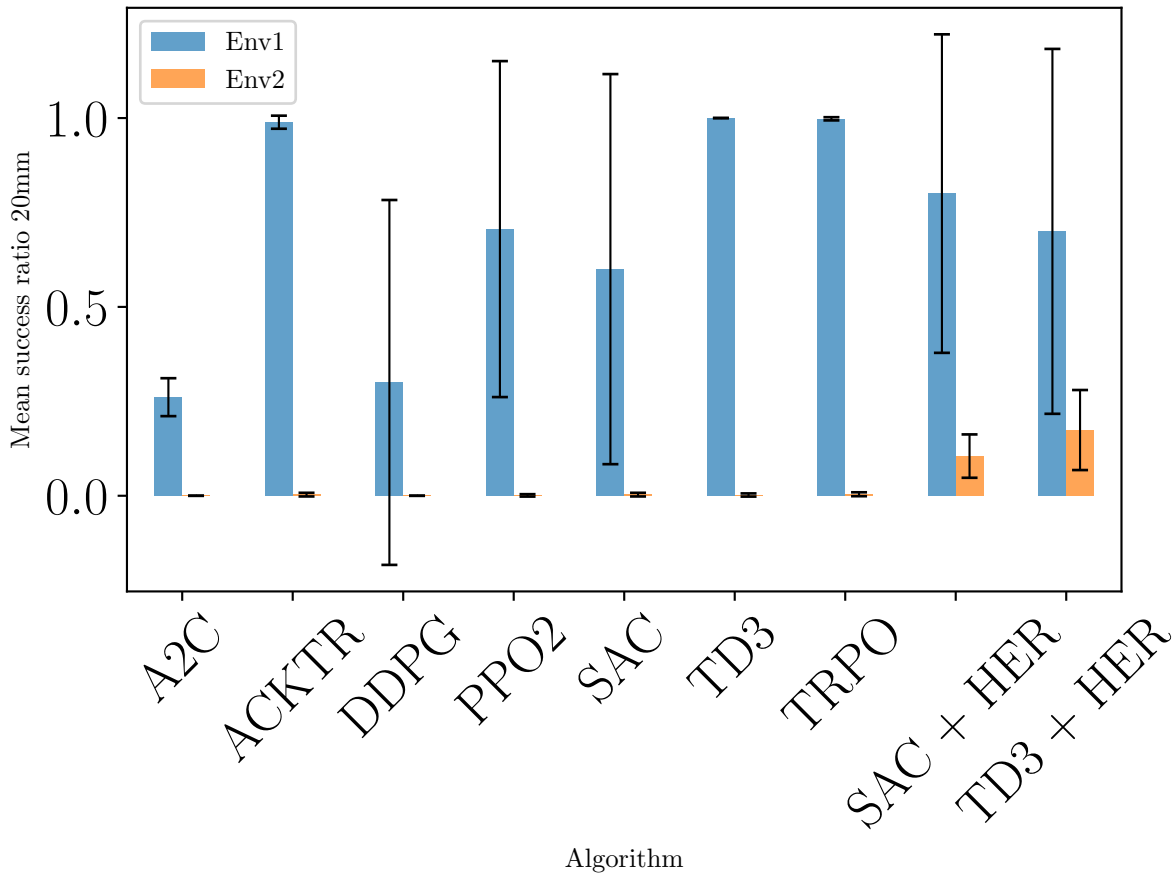 Env1
Env2
Mean success ratio 20mm
1.0
0.5
0.0
A2C
ACKTR
DDPG
PPO2
SAC
TD3
TRPO
SAC + HER
TD3 + HER
Algorithm